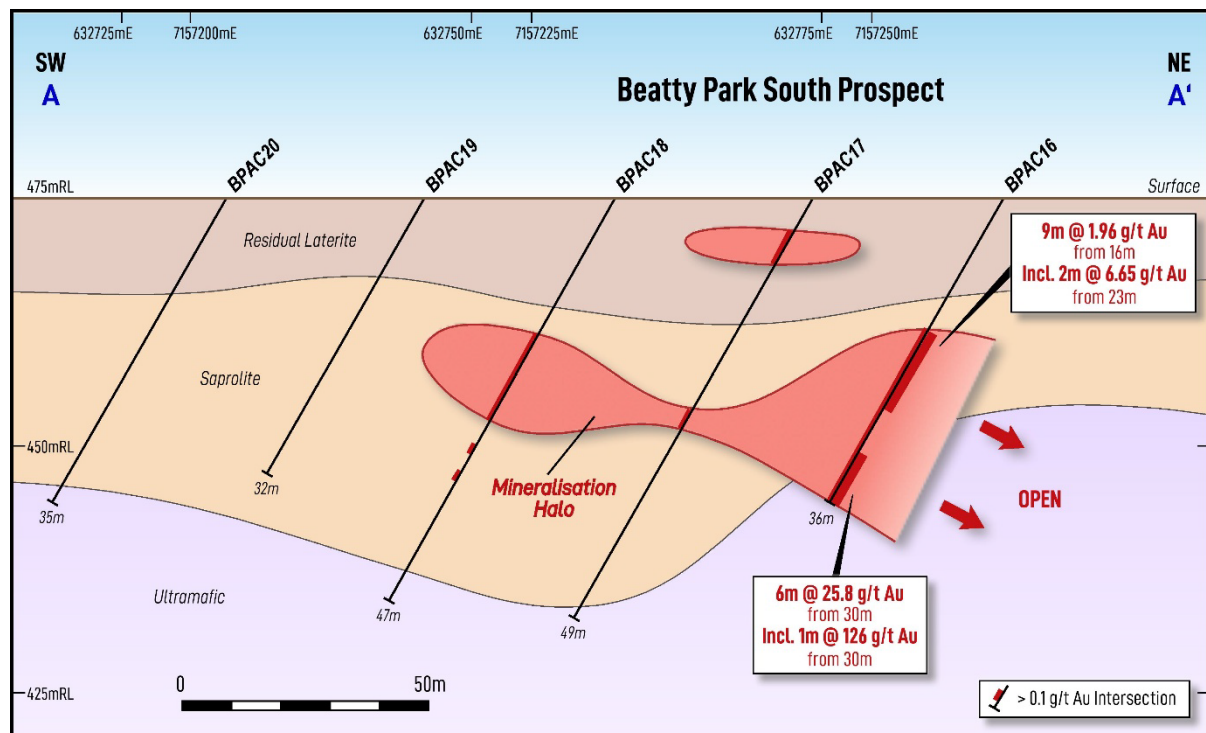 632725mE 7157200mE 632750mE 7157225mE 632775mE 7157250mE
SW
A
NE
A'
Beatty Park South Prospect
BPAC20
BPAC19
BPAC18
BPAC17
BPAC16
475mRL
Surface
Residual Laterite
9m @ 1.96 g/t Au
from 16m
Incl. 2m @ 6.65 g/t Au
from 23m
Saprolite
450mRL
Mineralisation
Halo
OPEN
35m
32m
36m
47m
49m
Ultramafic
6m @ 25.8 g/t Au
from 30m
Incl. 1m @ 126 g/t Au
from 30m
425mRL
0 50m
> 0.1 g/t Au Intersection